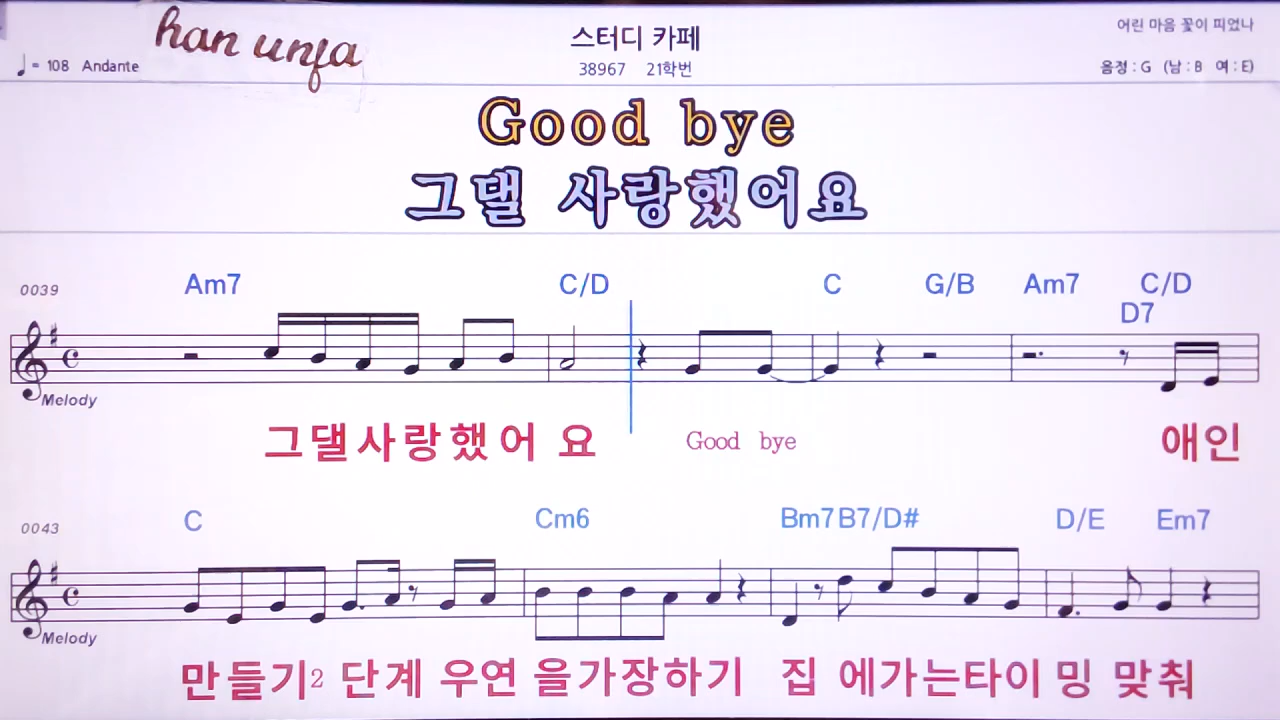 han unfa
스터디 카페
어린 마음 꽃이 피었나
♩= 108 Andante
38967 21학번
음정 : G (남 : B 여 : E)
Good bye
그댈 사랑했어요
0039 Am7 C/D C G/B Am7 C/D
D7
Melody
그댈사랑했어 요 Good bye 애인
0043 C Cm6 Bm7 B7/D# D/E Em7
Melody
만들기2 단계 우연 을가장하기 집 에가는타이 밍 맞춰